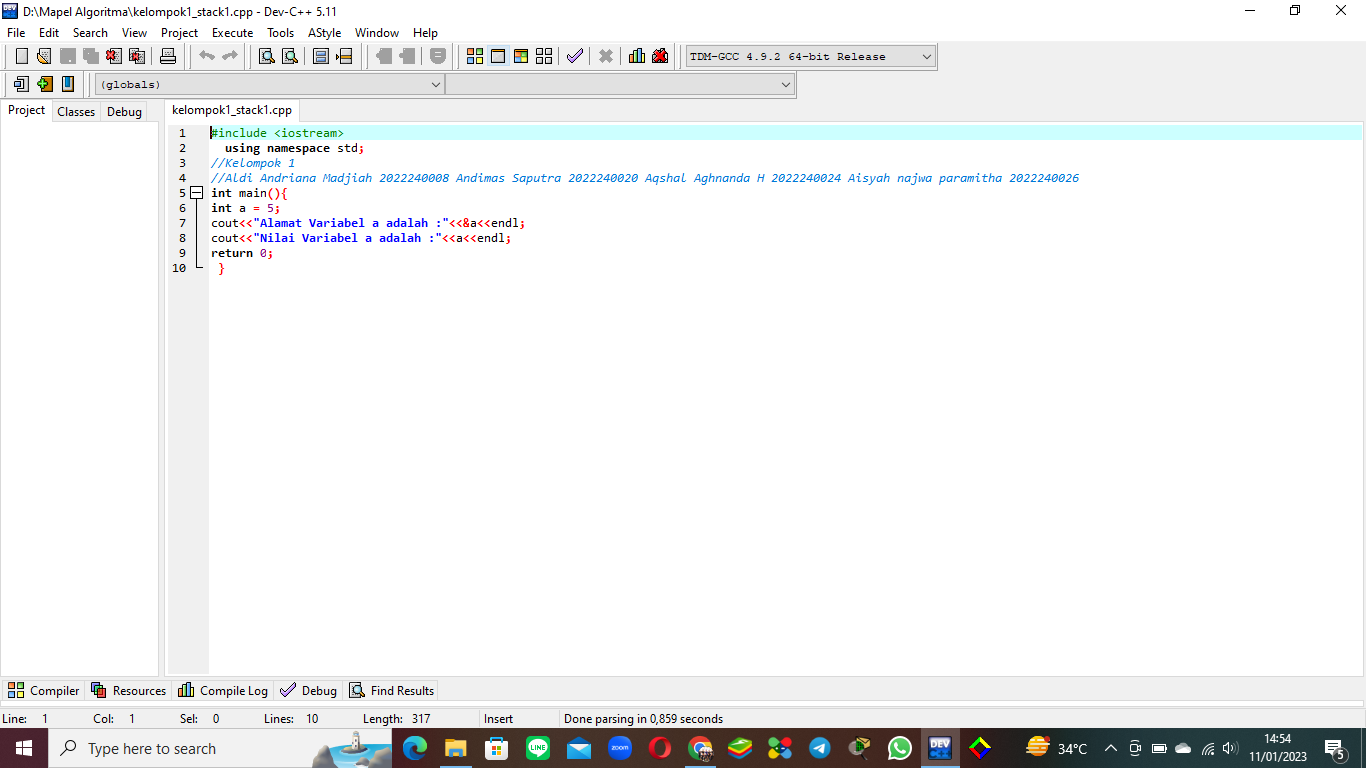 D:\Mapel Algoritma\kelompok1_stack1.cpp - Dev-C++ 5.11
File Edit Search View Project Execute Tools AStyle Window Help
TDM-GCC 4.9.2 64-bit Release
(globals)
Project Classes Debug kelompok1_stack1.cpp
1 #include <iostream>
2 using namespace std;
3 //Kelompok 1
4 //Aldi Andriana Madjiah 2022240008 Andimas Saputra 2022240020 Aqshal Aghnanda H 2022240024 Aisyah najwa paramitha 2022240026
5 int main(){
6 int a = 5;
7 cout<<"Alamat Variabel a adalah :"<<&a<<endl;
8 cout<<"Nilai Variabel a adalah :"<<a<<endl;
9 return 0;
10 }
Compiler Resources Compile Log Debug Find Results
Line: 1 Col: 1 Sel: 0 Lines: 10 Length: 317 Insert Done parsing in 0,859 seconds
Type here to search LINE zoom DEV 34°C 14:54
11/01/2023 5